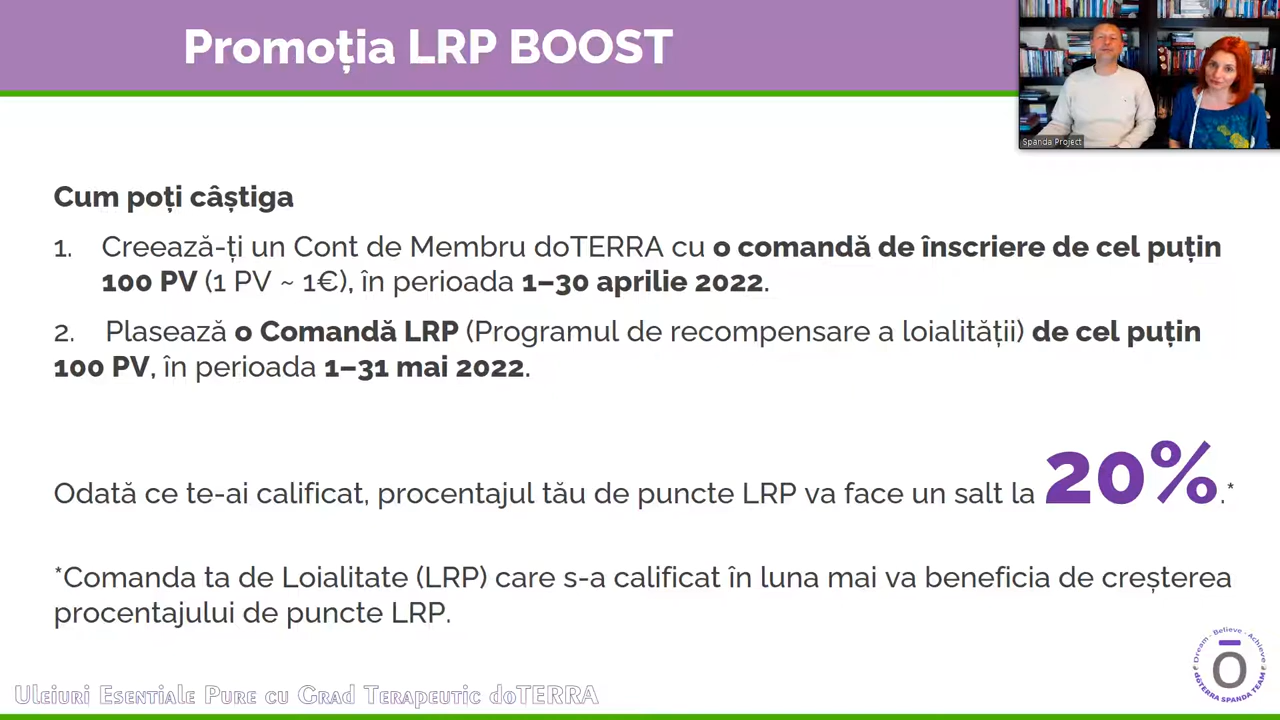 Promoția LRP BOOST
Spanda Project
Cum poți câștiga
1. Creează-ți un Cont de Membru doTERRA cu o comandă de înscriere de cel puțin
100 PV (1 PV ~ 1€), în perioada 1–30 aprilie 2022.
2. Plasează o Comandă LRP (Programul de recompensare a loialității) de cel puțin
100 PV, în perioada 1–31 mai 2022.
Odată ce te-ai calificat, procentajul tău de puncte LRP va face un salt la 20%.*
*Comanda ta de Loialitate (LRP) care s-a calificat în luna mai va beneficia de creșterea
procentajului de puncte LRP.
Uleiuri Esentiale Pure cu Grad Terapeutic doTERRA
Dream - Believe - Achieve
ō
dōTERRA SPANDA TEAM